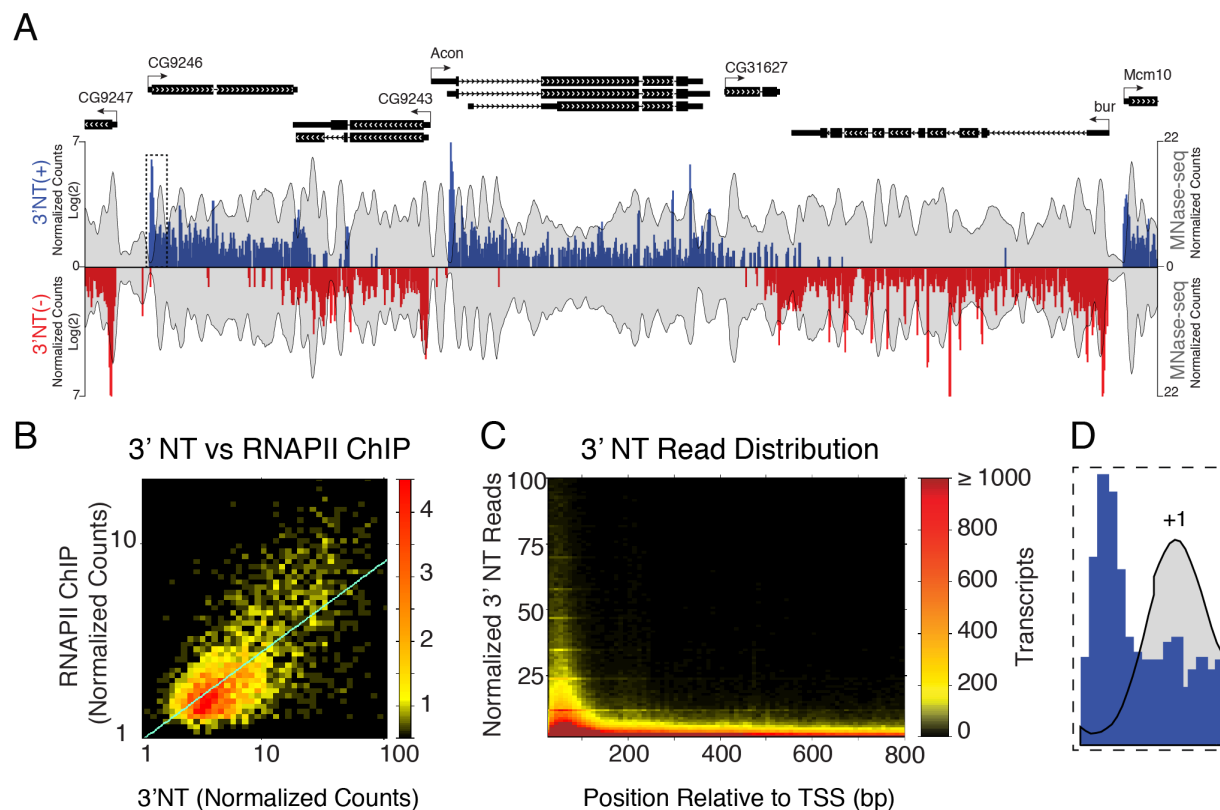 A
CG9247
CG9246
CG9243
Acon
CG31627
bur
Mcm10
7
0
7
3'NT(+)
Normalized Counts
Log(2)
3'NT(-)
Normalized Counts
Log(2)
22
0
22
MNase-seq
Normalized Counts
MNase-seq
Normalized Counts
B
3' NT vs RNAPII ChIP
RNAPII ChIP
(Normalized Counts)
10
1
1
10
100
3'NT (Normalized Counts)
4
3
2
1
C
3' NT Read Distribution
Normalized 3' NT Reads
100
75
50
25
200
400
600
800
Position Relative to TSS (bp)
≥ 1000
800
600
400
200
0
Transcripts
D
+1